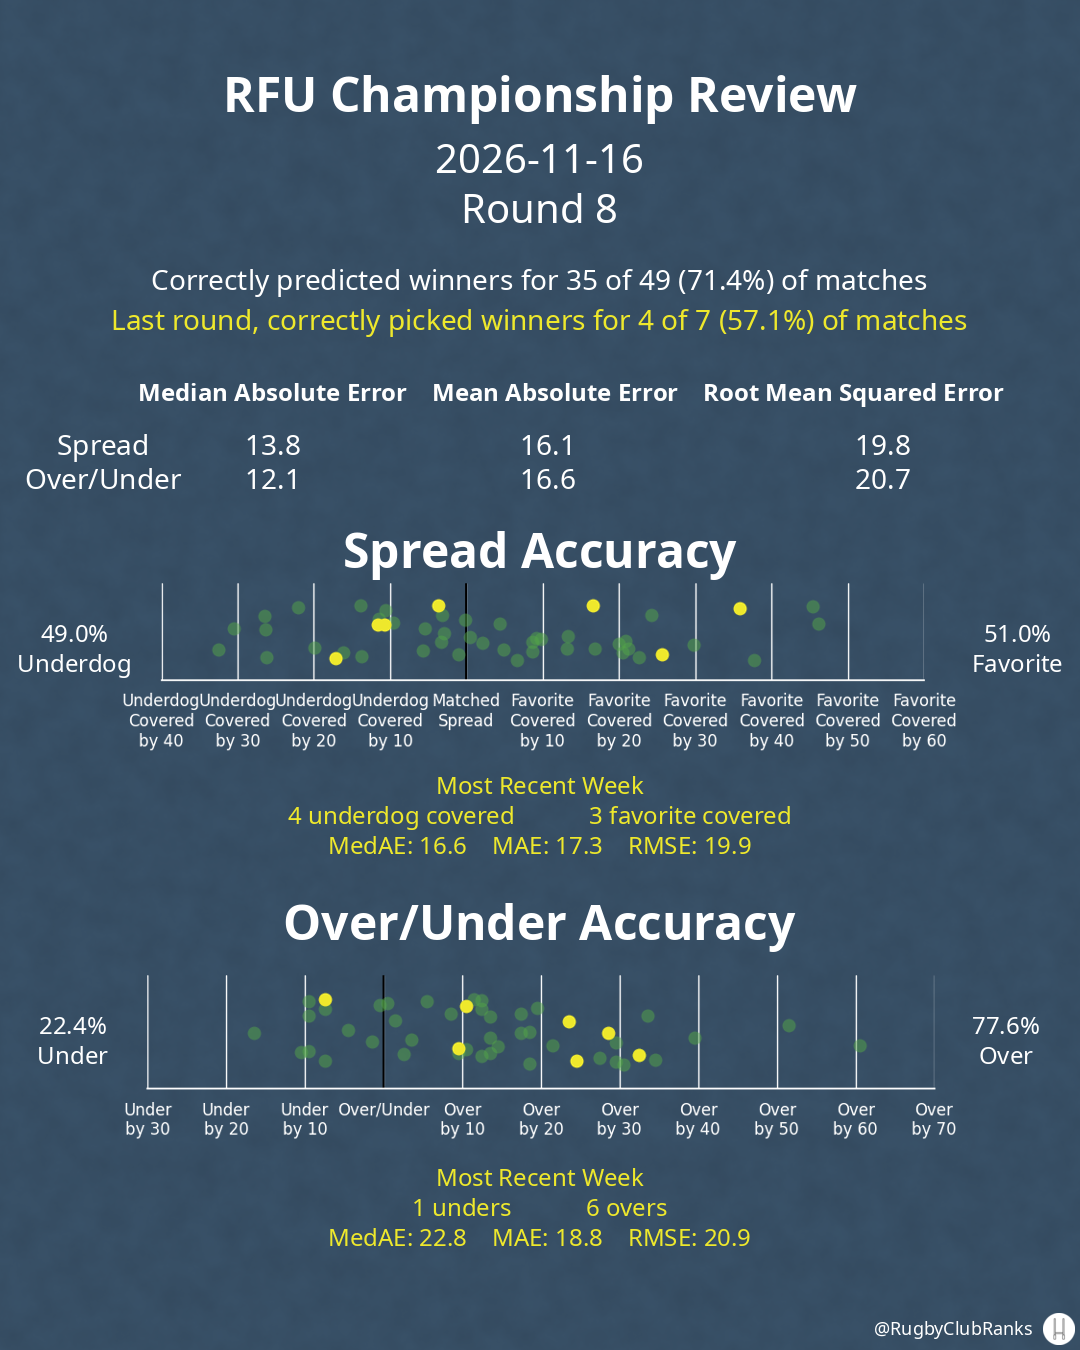 RFU Championship Review
2026-11-16
Round 8
Correctly predicted winners for 35 of 49 (71.4%) of matches
Last round, correctly picked winners for 4 of 7 (57.1%) of matches
Median Absolute Error Mean Absolute Error Root Mean Squared Error
Spread 13.8 16.1 19.8
Over/Under 12.1 16.6 20.7
Spread Accuracy
49.0%
Underdog
51.0%
Favorite
Underdog Underdog Underdog Underdog Matched Favorite Favorite Favorite Favorite Favorite Favorite
Covered Covered Covered Covered Spread Covered Covered Covered Covered Covered Covered
by 40 by 30 by 20 by 10 by 10 by 20 by 30 by 40 by 50 by 60
Most Recent Week
4 underdog covered 3 favorite covered
MedAE: 16.6 MAE: 17.3 RMSE: 19.9
Over/Under Accuracy
22.4%
Under
77.6%
Over
Under Under Under Over/Under Over Over Over Over Over Over Over
by 30 by 20 by 10 by 10 by 20 by 30 by 40 by 50 by 60 by 70
Most Recent Week
1 unders 6 overs
MedAE: 22.8 MAE: 18.8 RMSE: 20.9
@RugbyClubRanks